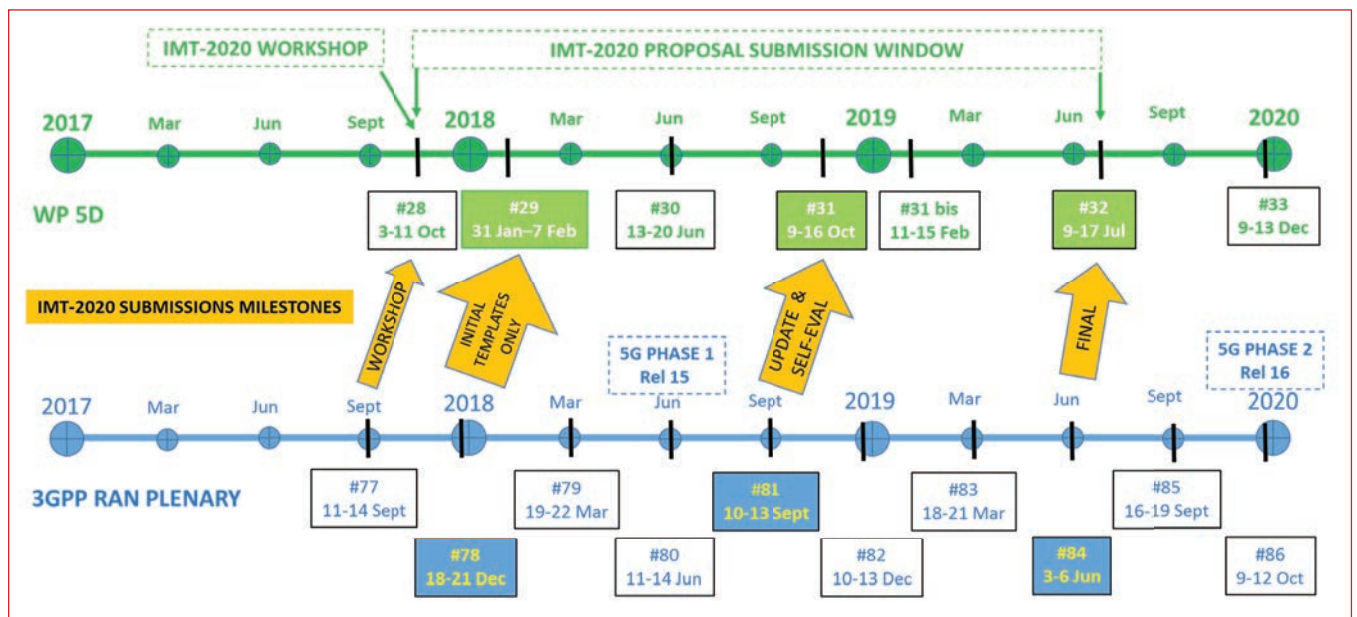 IMT-2020 WORKSHOP
IMT-2020 PROPOSAL SUBMISSION WINDOW
2017
Mar
Jun
Sept
2018
Mar
Jun
Sept
2019
Mar
Jun
Sept
2020
WP 5D
#28
3-11 Oct
#29
31 Jan–7 Feb
#30
13-20 Jun
#31
9-16 Oct
#31 bis
11-15 Feb
#32
9-17 Jul
#33
9-13 Dec
IMT-2020 SUBMISSIONS MILESTONES
WORKSHOP
INITIAL
TEMPLATES
ONLY
UPDATE &
SELF-EVAL
FINAL
5G PHASE 1
Rel 15
5G PHASE 2
Rel 16
2017
Mar
Jun
Sept
2018
Mar
Jun
Sept
2019
Mar
Jun
Sept
2020
3GPP RAN PLENARY
#77
11-14 Sept
#79
19-22 Mar
#81
10-13 Sept
#83
18-21 Mar
#85
16-19 Sept
#78
18-21 Dec
#80
11-14 Jun
#82
10-13 Dec
#84
3-6 Jun
#86
9-12 Oct